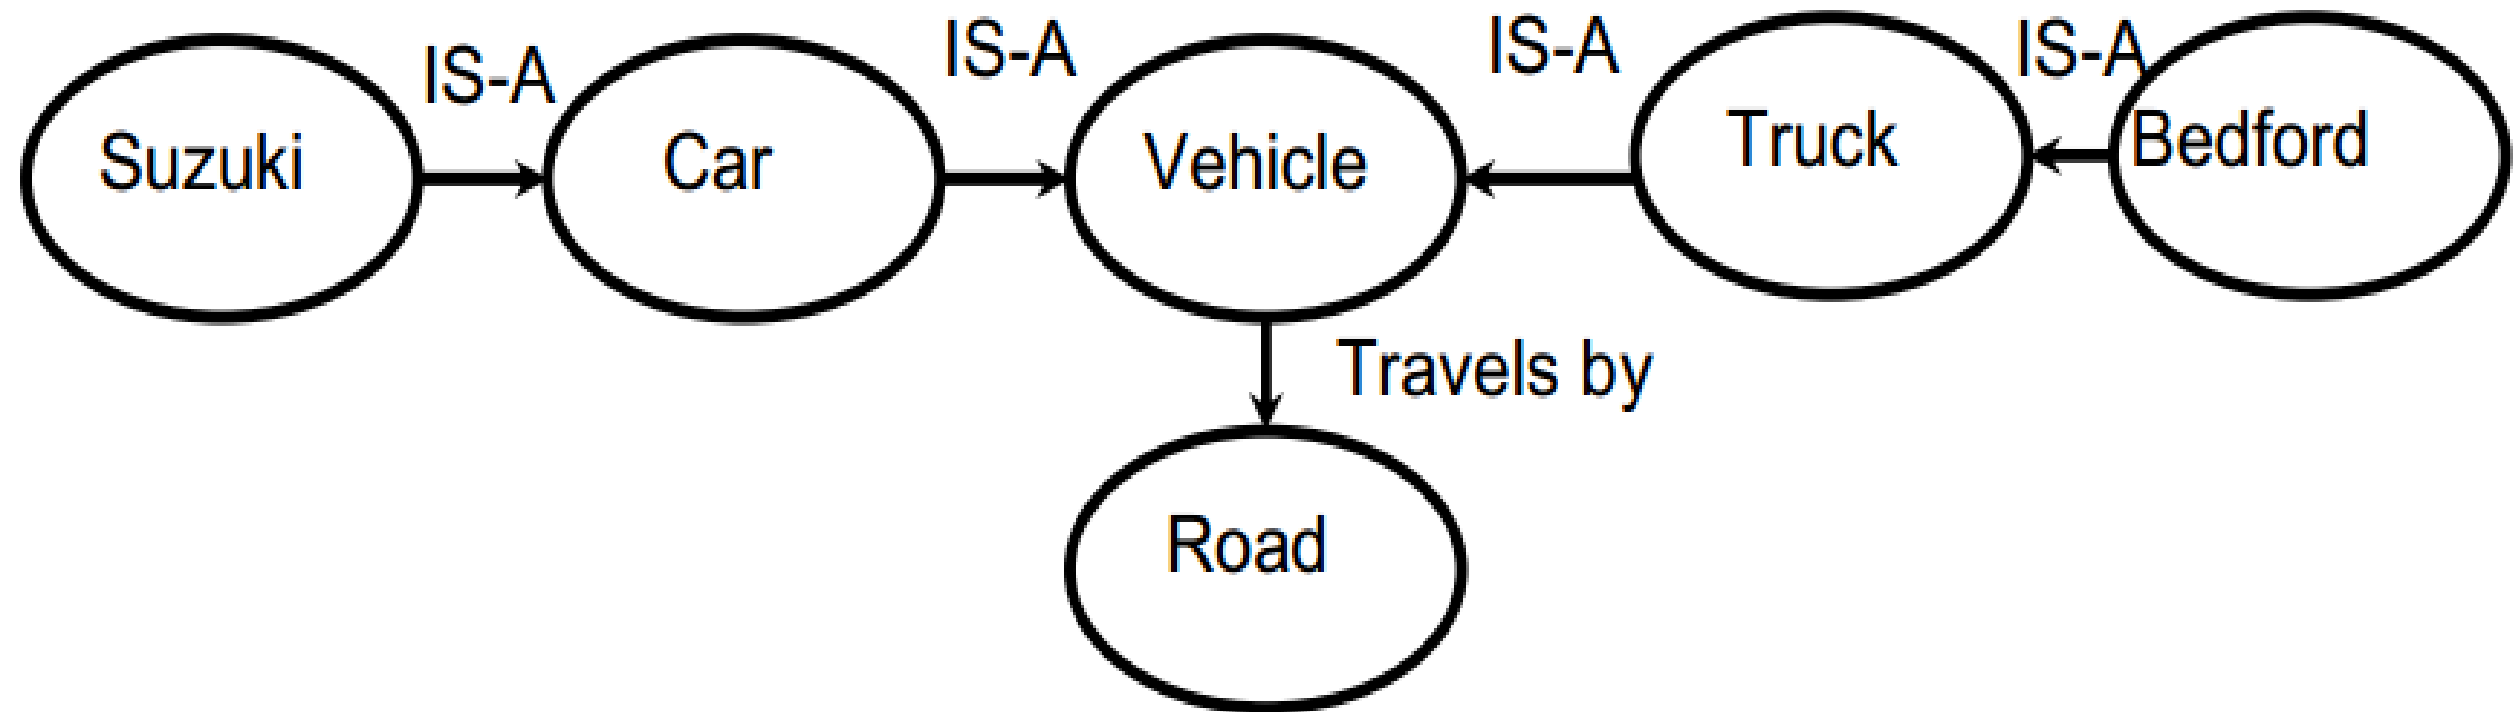 IS-A
IS-A
IS-A
IS-A
Suzuki
Car
Vehicle
Truck
Bedford
Travels by
Road